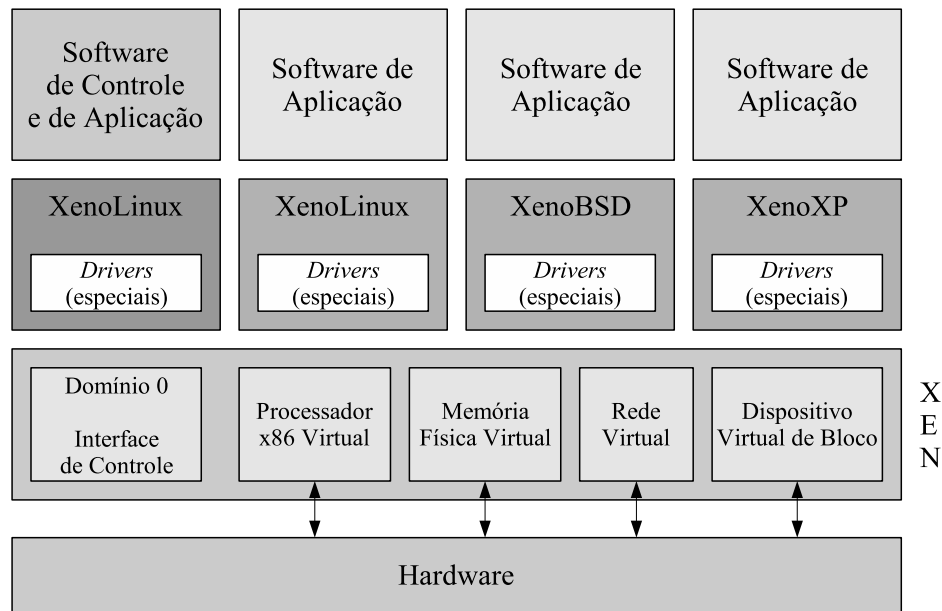 Software
de Controle
e de Aplicação
Software de
Aplicação
Software de
Aplicação
Software de
Aplicação
XenoLinux
Drivers
(especiais)
XenoLinux
Drivers
(especiais)
XenoBSD
Drivers
(especiais)
XenoXP
Drivers
(especiais)
Domínio 0
Interface
de Controle
Processador
x86 Virtual
Memória
Física Virtual
Rede
Virtual
Dispositivo
Virtual de Bloco
X
E
N
Hardware